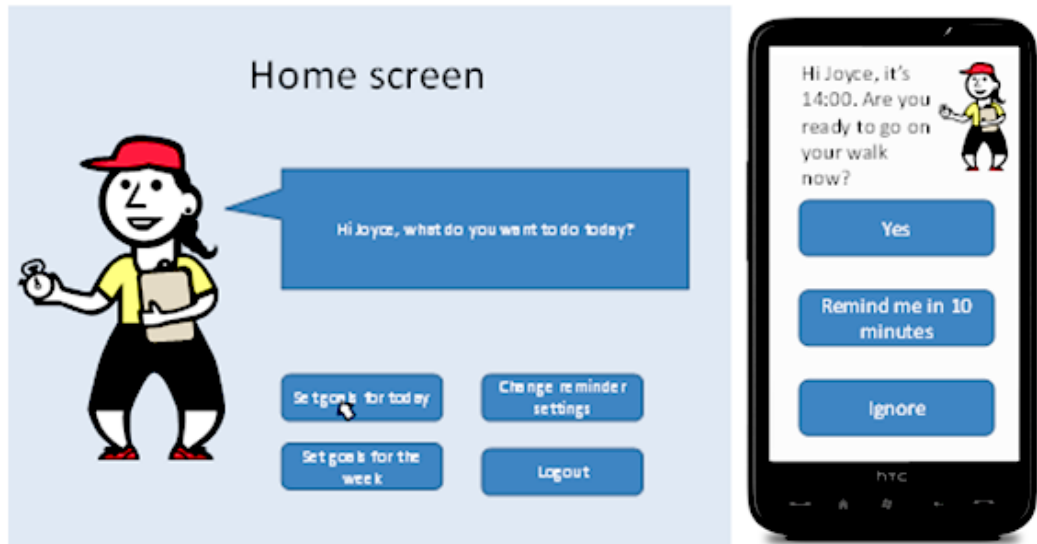 Home screen
Hi Joyce, what do you want to do today?
Set goals for today
Change reminder
settings
Set goals for the
week
Logout
Hi Joyce, it's
14:00. Are you
ready to go on
your walk
now?
Yes
Remind me in 10
minutes
Ignore
hTC